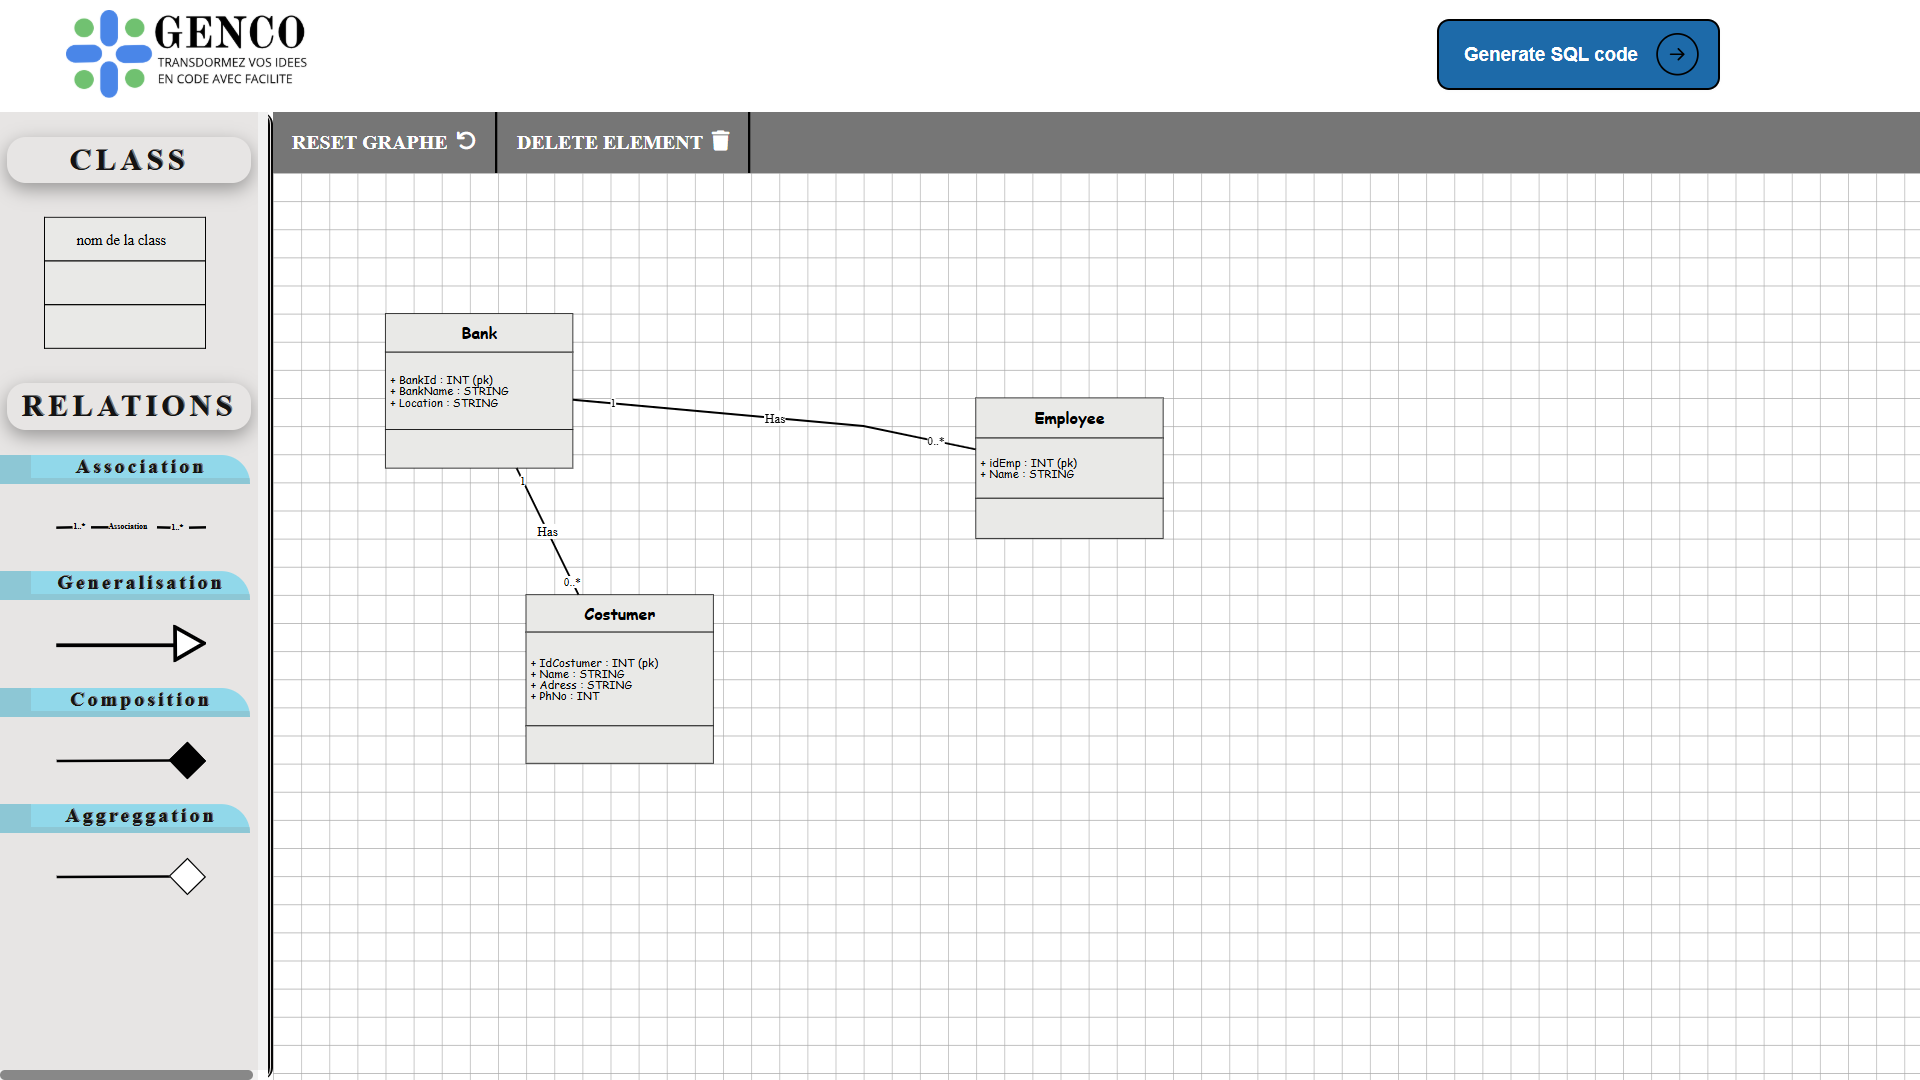 GENCO
TRANSDORMEZ VOS IDEES
EN CODE AVEC FACILITE
Generate SQL code
CLASS
nom de la class
RELATIONS
Association
1..* Association 1..*
Generalisation
Composition
Aggreggation
RESET GRAPHE
DELETE ELEMENT
Bank
+ BankId : INT (pk)
+ BankName : STRING
+ Location : STRING
1
Has
0..*
Employee
+ idEmp : INT (pk)
+ Name : STRING
1
Has
0..*
Costumer
+ IdCostumer : INT (pk)
+ Name : STRING
+ Adress : STRING
+ PhNo : INT